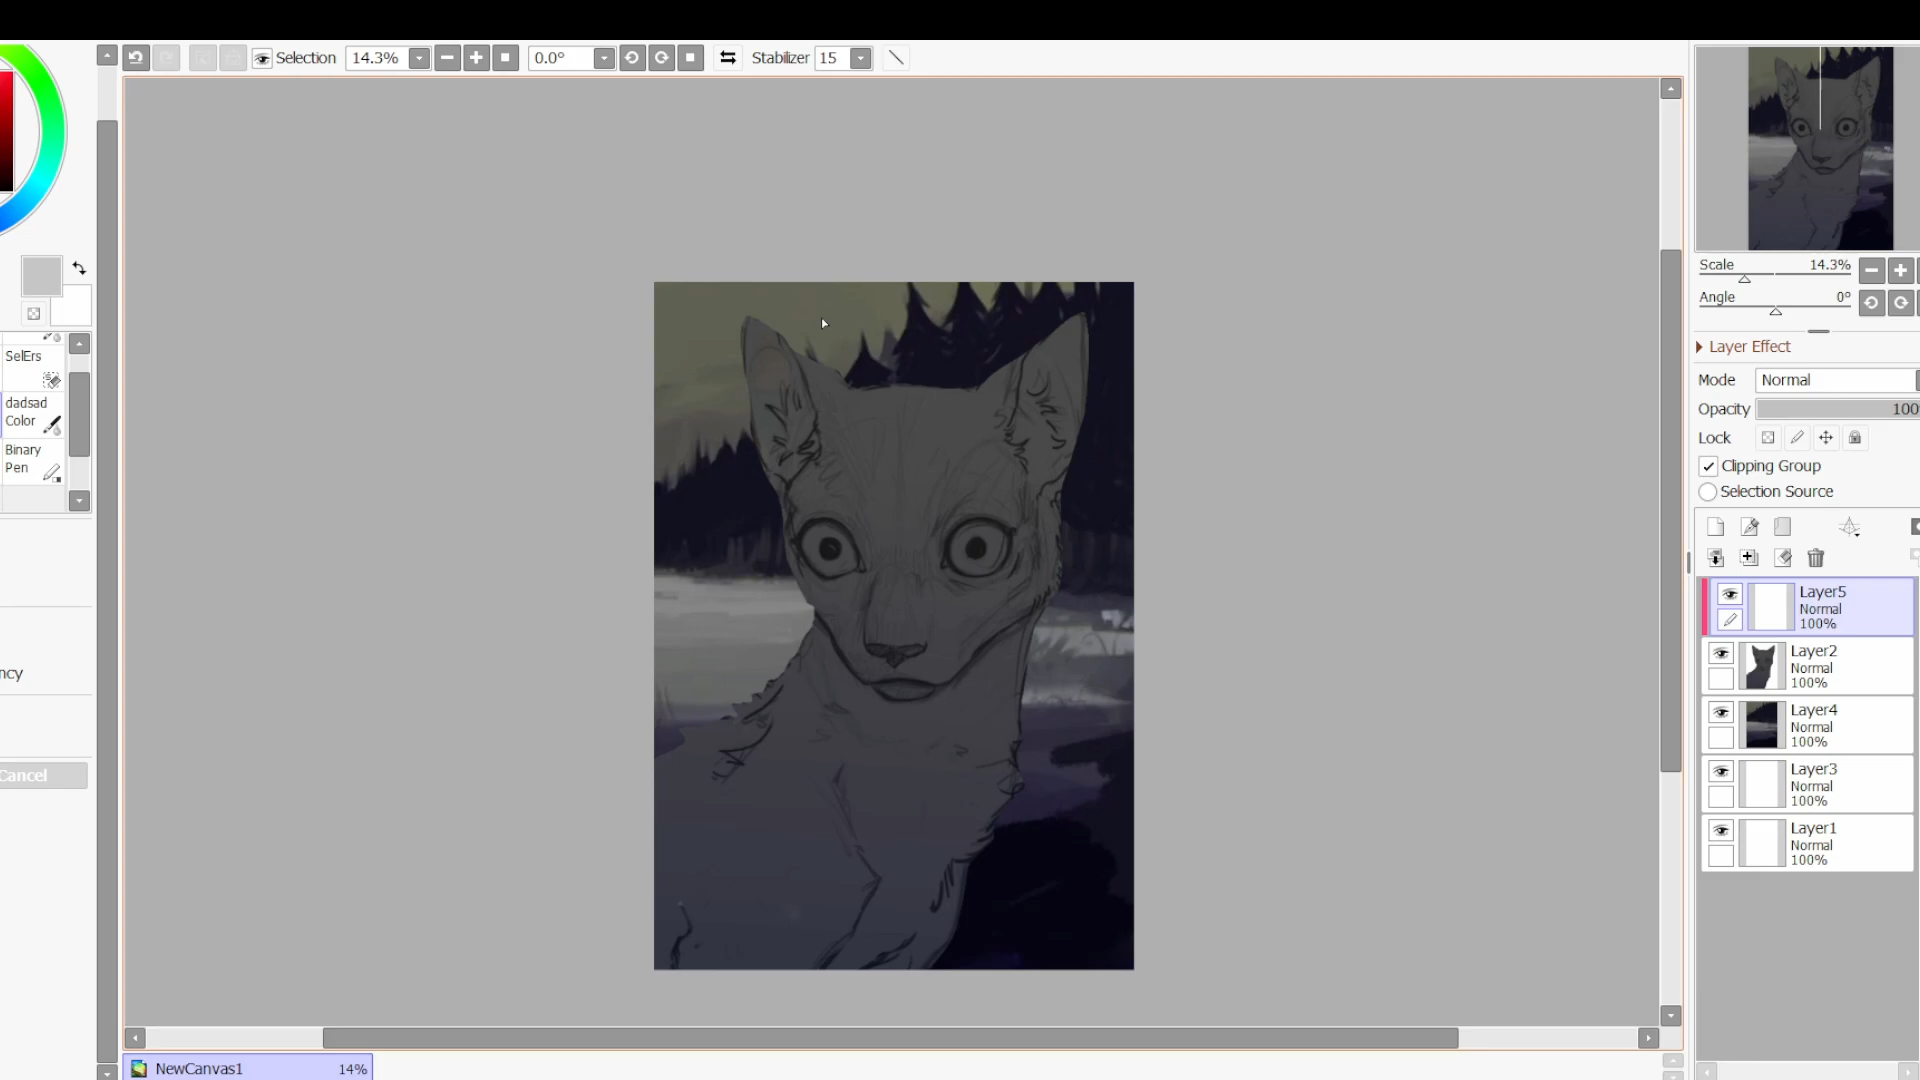 Selection 14.3% 0.0° Stabilizer 15
Scale 14.3%
Angle 0°
Layer Effect
Mode Normal
Opacity 100
Lock
Clipping Group
Selection Source
SelErs
dadsad
Color
Binary
Pen
ncy
Cancel
Layer5
Normal
100%
Layer2
Normal
100%
Layer4
Normal
100%
Layer3
Normal
100%
Layer1
Normal
100%
NewCanvas1 14%